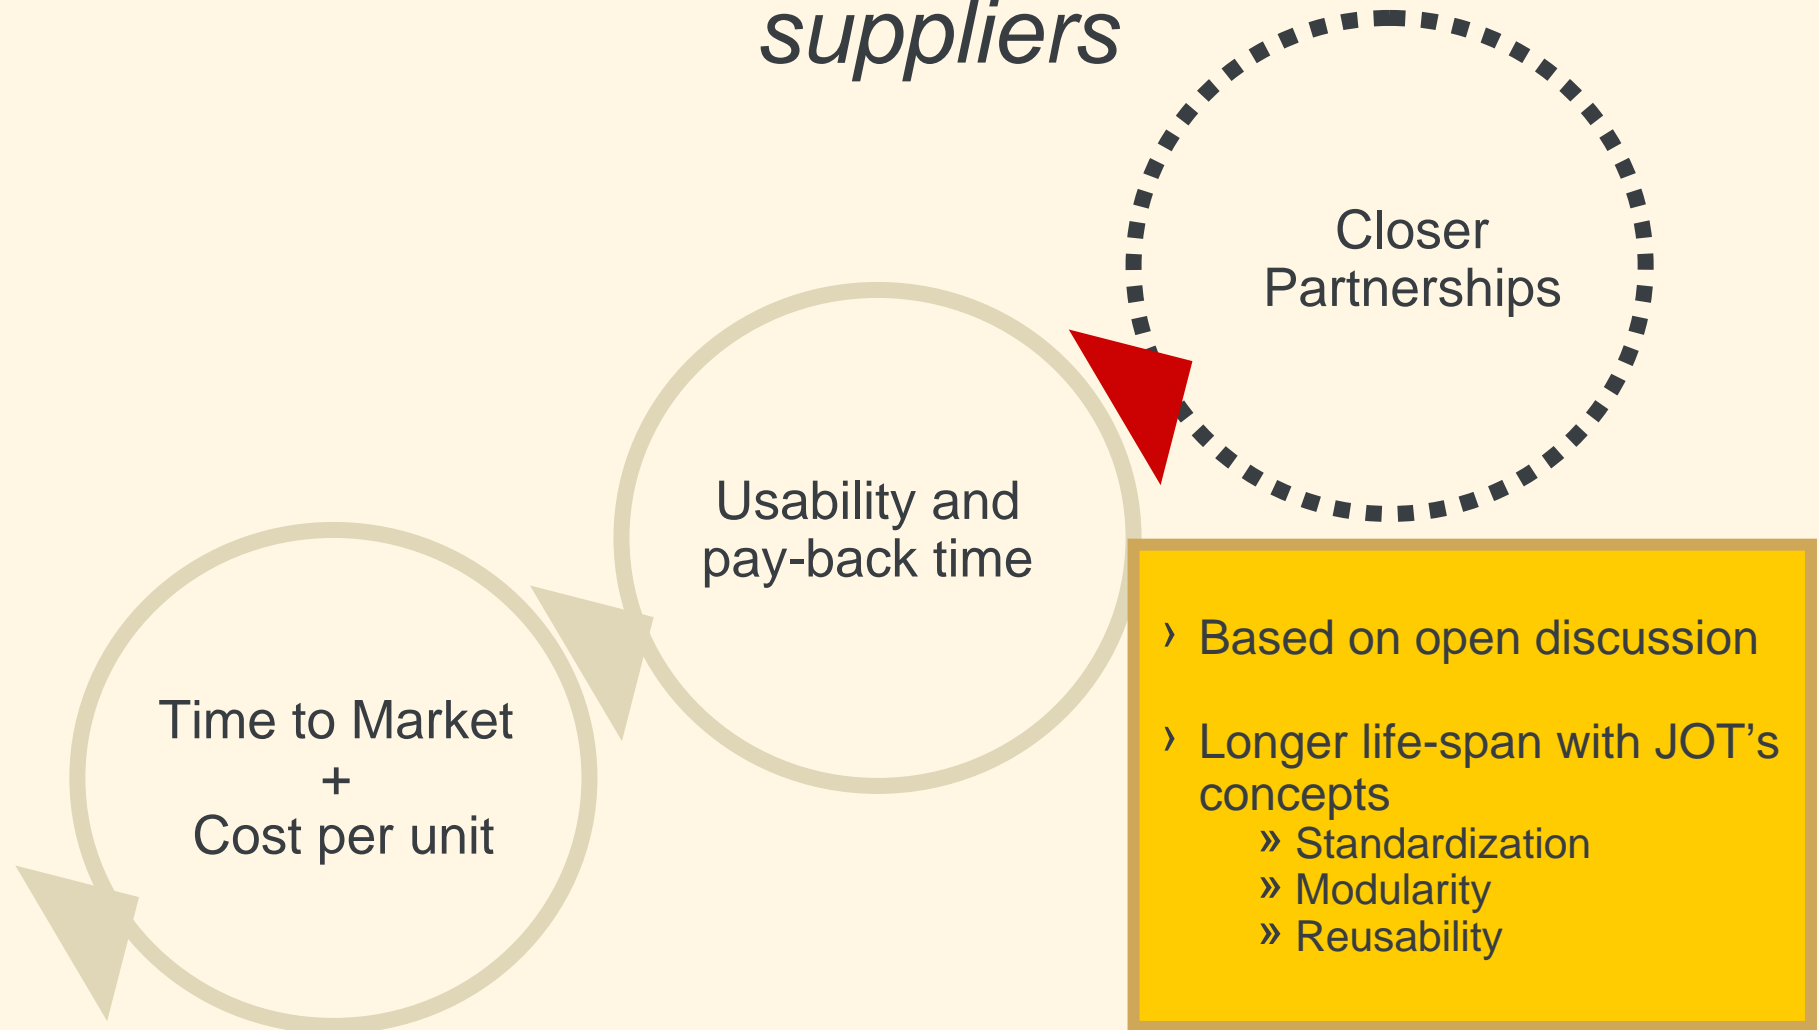 suppliers
Closer
Partnerships
Usability and
pay-back time
Time to Market
+
Cost per unit
› Based on open discussion
› Longer life-span with JOT’s
concepts
» Standardization
» Modularity
» Reusability